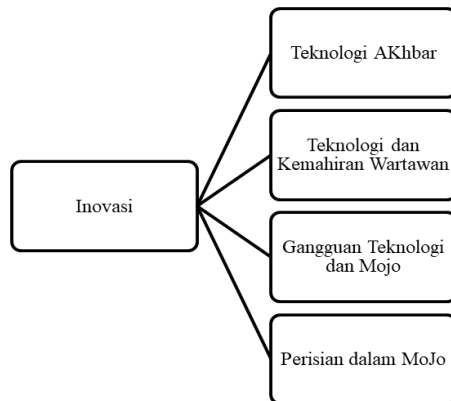 Inovasi
Teknologi AKhbar
Teknologi dan
Kemahiran Wartawan
Gangguan Teknologi
dan Mojo
Perisian dalam MoJo